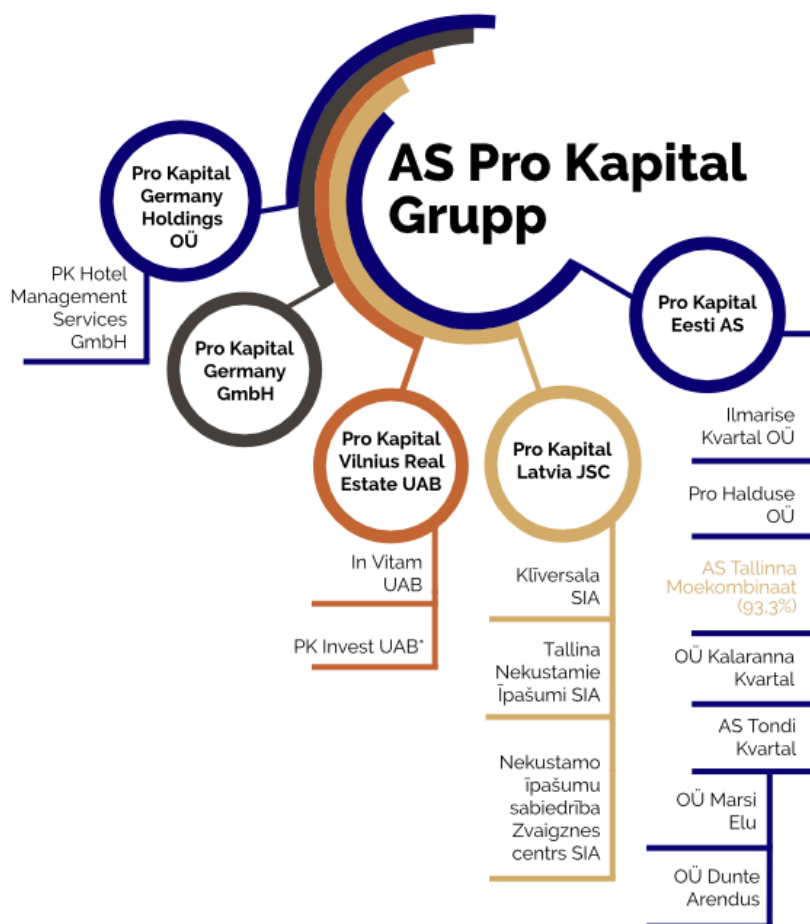 AS Pro Kapital
Grupp
Pro Kapital
Germany
Holdings
OÜ
PK Hotel
Management
Services
GmbH
Pro Kapital
Germany
GmbH
Pro Kapital
Vilnius Real
Estate UAB
In Vitam
UAB
PK Invest UAB*
Pro Kapital
Latvia JSC
Klīversala
SIA
Tallina
Nekustamie
Īpašumi SIA
Nekustamo
īpašumu
sabiedrība
Zvaigznes
centrs SIA
Pro Kapital
Eesti AS
Ilmarise
Kvartal OÜ
Pro Halduse
OÜ
AS Tallinna
Moekombinaat
(93,3%)
OÜ Kalaranna
Kvartal
AS Tondi
Kvartal
OÜ Marsi
Elu
OÜ Dunte
Arendus